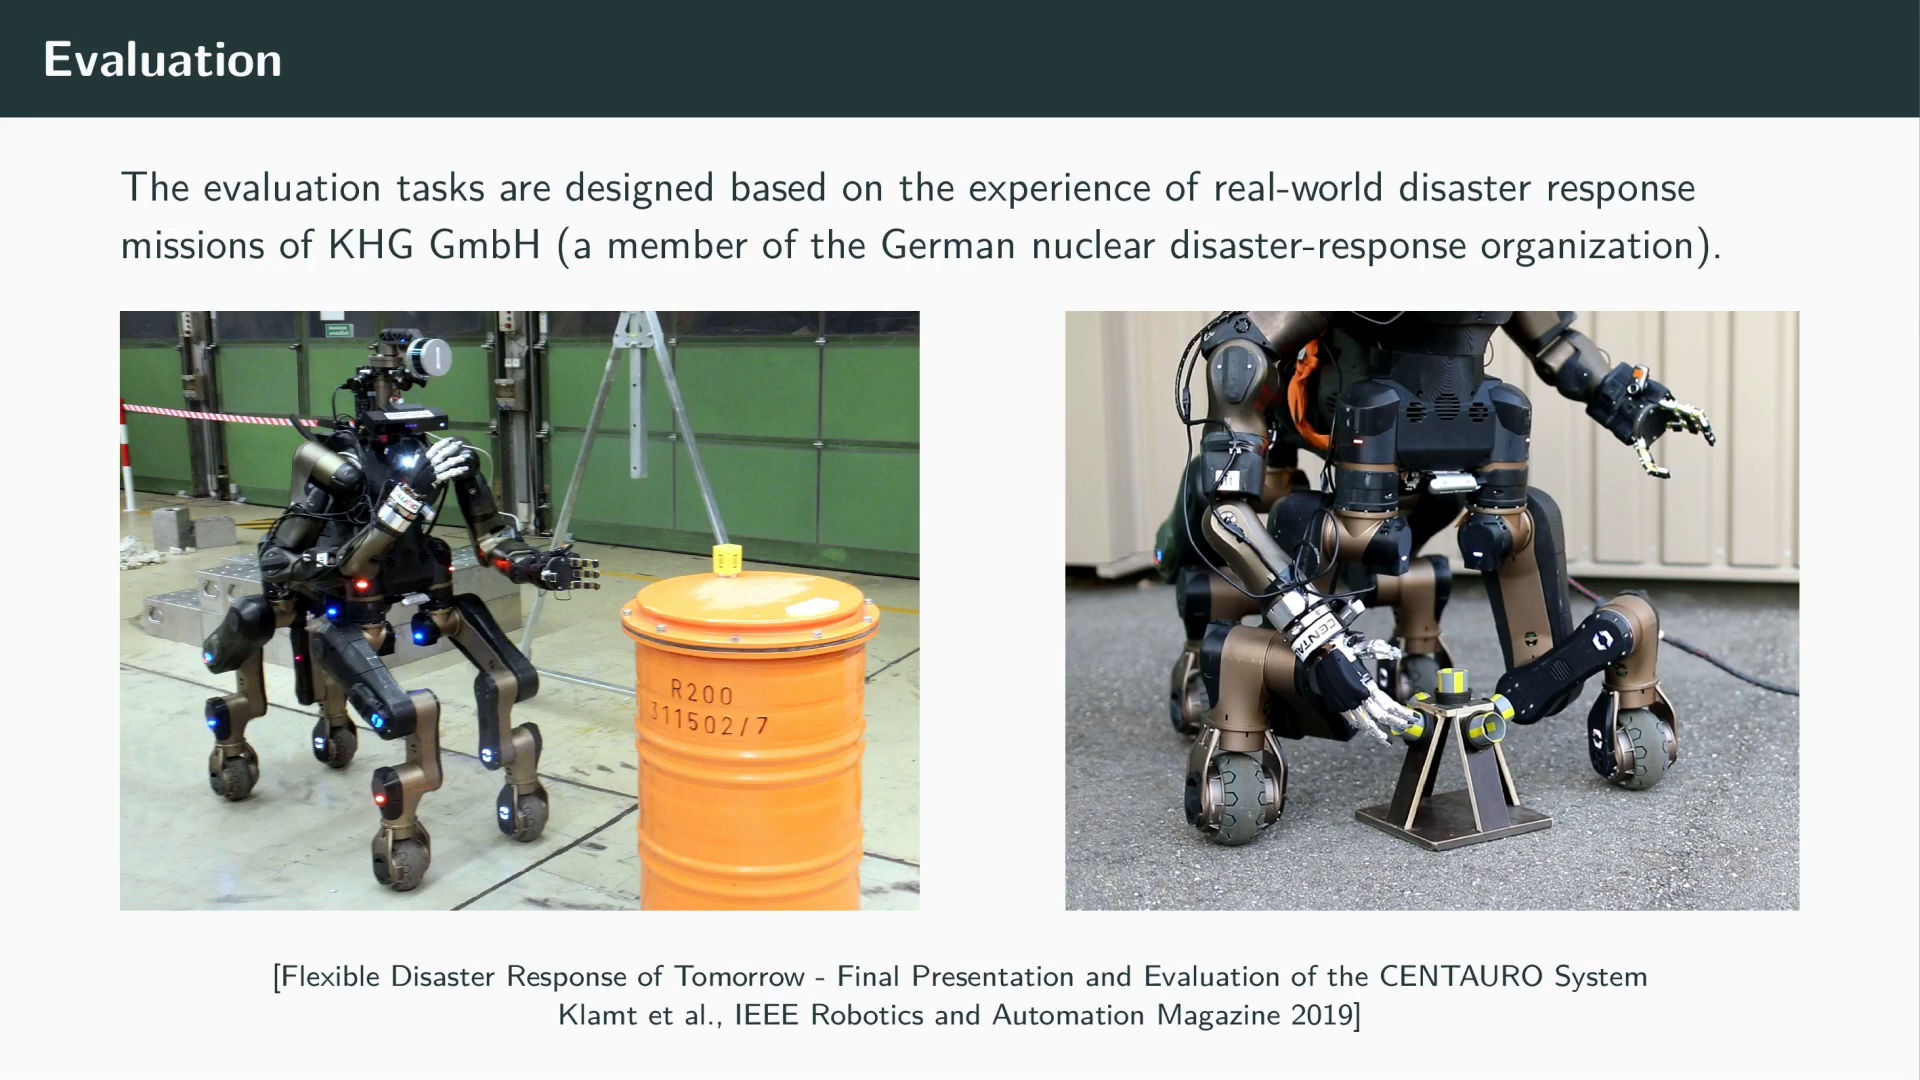 Evaluation
The evaluation tasks are designed based on the experience of real-world disaster response
missions of KHG GmbH (a member of the German nuclear disaster-response organization).
CENTAURO
R200
311502/7
CENTAU
[Flexible Disaster Response of Tomorrow - Final Presentation and Evaluation of the CENTAURO System
Klamt et al., IEEE Robotics and Automation Magazine 2019]